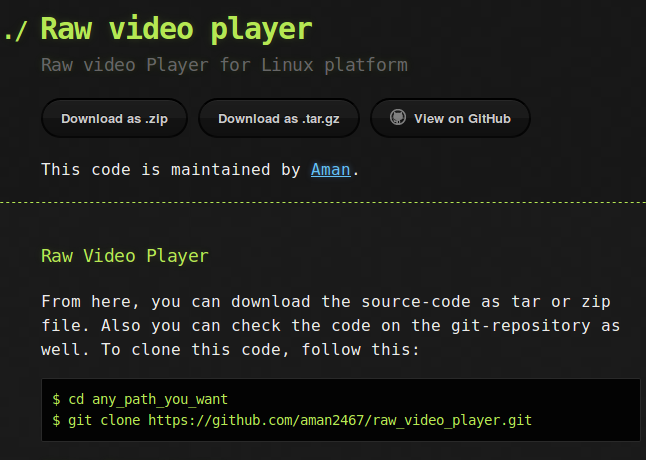 ./ Raw video player
Raw video Player for Linux platform
Download as .zip Download as .tar.gz View on GitHub
This code is maintained by Aman.
Raw Video Player
From here, you can download the source-code as tar or zip
file. Also you can check the code on the git-repository as
well. To clone this code, follow this:
$ cd any_path_you_want
$ git clone https://github.com/aman2467/raw_video_player.git